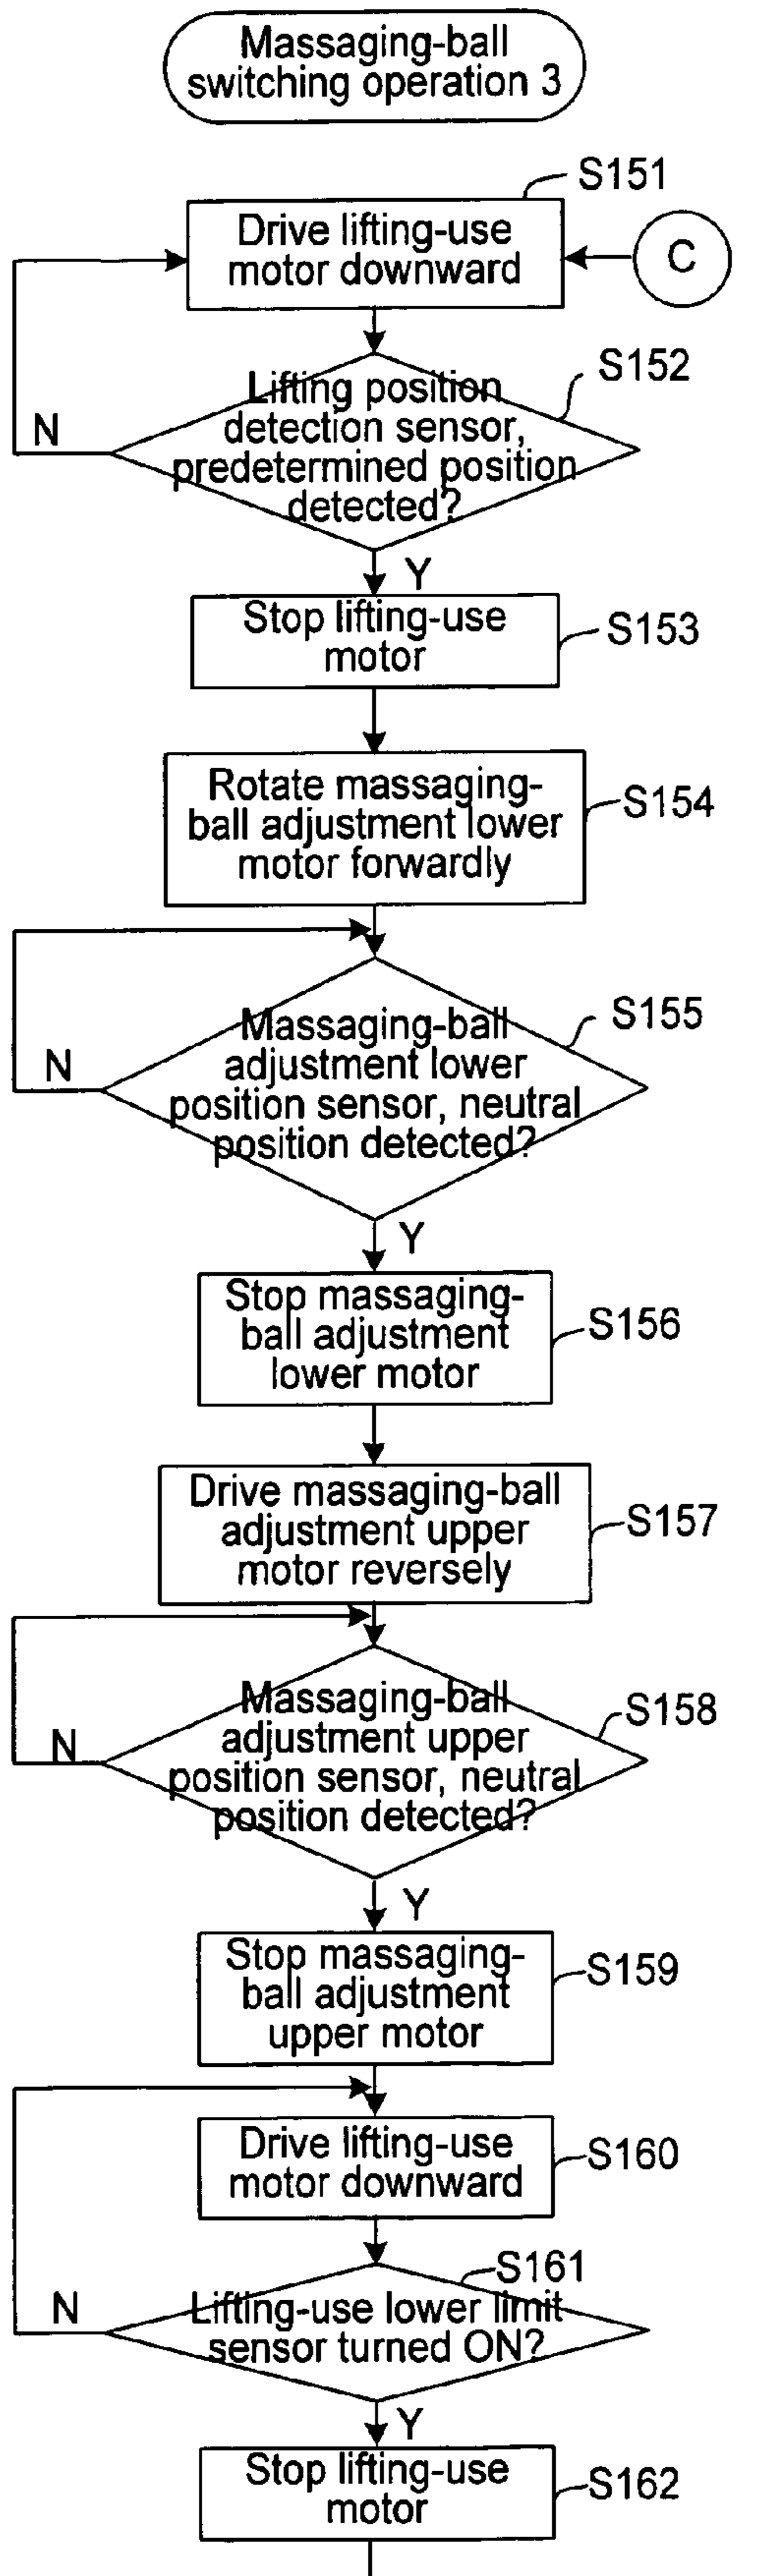 Massaging-ball
switching operation 3
S151
Drive lifting-use
motor downward
C
S152
Lifting position
detection sensor,
predetermined position
detected?
N
Y
Stop lifting-use
motor
S153
Rotate massaging-
ball adjustment lower
motor forwardly
S154
S155
Massaging-ball
adjustment lower
position sensor, neutral
position detected?
N
Y
Stop massaging-
ball adjustment
lower motor
S156
Drive massaging-ball
adjustment upper
motor reversely
S157
Massaging-ball
adjustment upper
position sensor, neutral
position detected?
S158
N
Y
Stop massaging-
ball adjustment
upper motor
S159
Drive lifting-use
motor downward
S160
S161
Lifting-use lower limit
sensor turned ON?
N
Y
Stop lifting-use
motor
S162